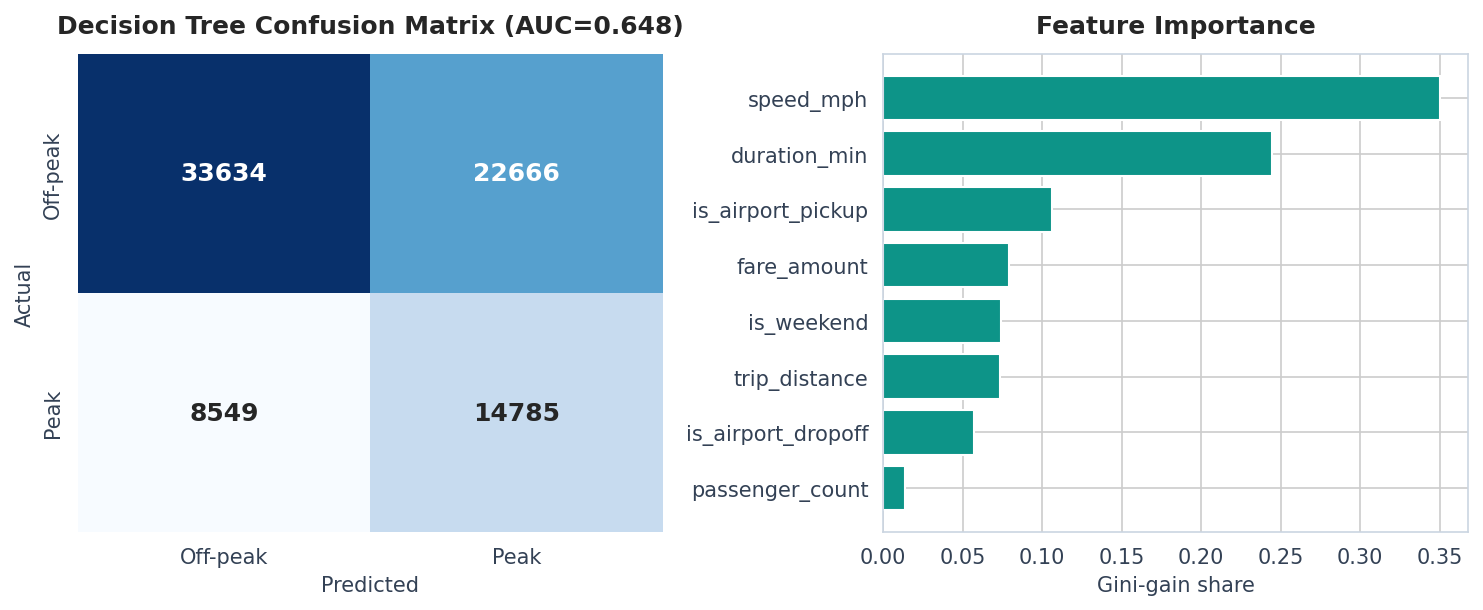 Decision Tree Confusion Matrix (AUC=0.648)
Off-peak
33634
22666
Actual
Peak
8549
14785
Off-peak
Peak
Predicted
Feature Importance
speed_mph
duration_min
is_airport_pickup
fare_amount
is_weekend
trip_distance
is_airport_dropoff
passenger_count
0.00 0.05 0.10 0.15 0.20 0.25 0.30 0.35
Gini-gain share